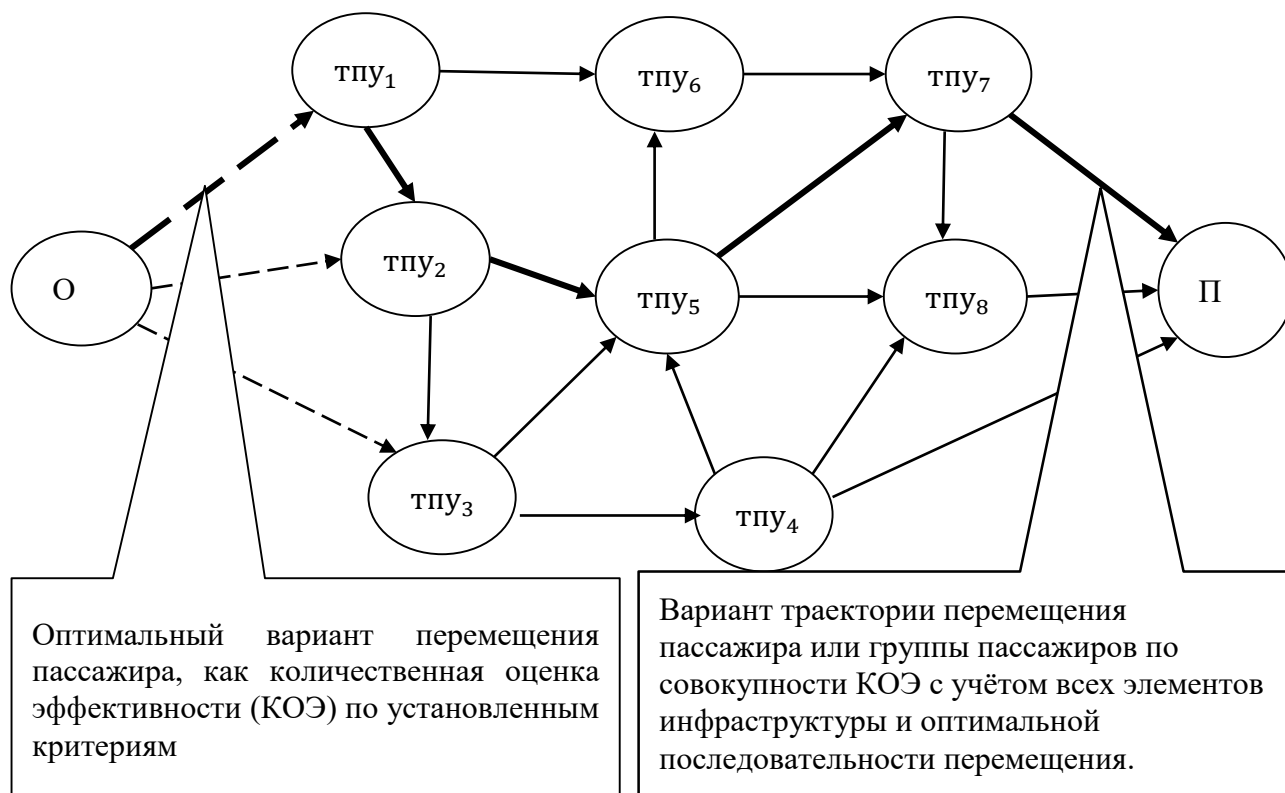 тпу₁
тпу₆
тпу₇
О
тпу₂
тпу₅
тпу₈
П
тпу₃
тпу₄
Оптимальный вариант перемещения
пассажира, как количественная оценка
эффективности (КОЭ) по установленным
критериям
Вариант траектории перемещения
пассажира или группы пассажиров по
совокупности КОЭ с учётом всех элементов
инфраструктуры и оптимальной
последовательности перемещения.